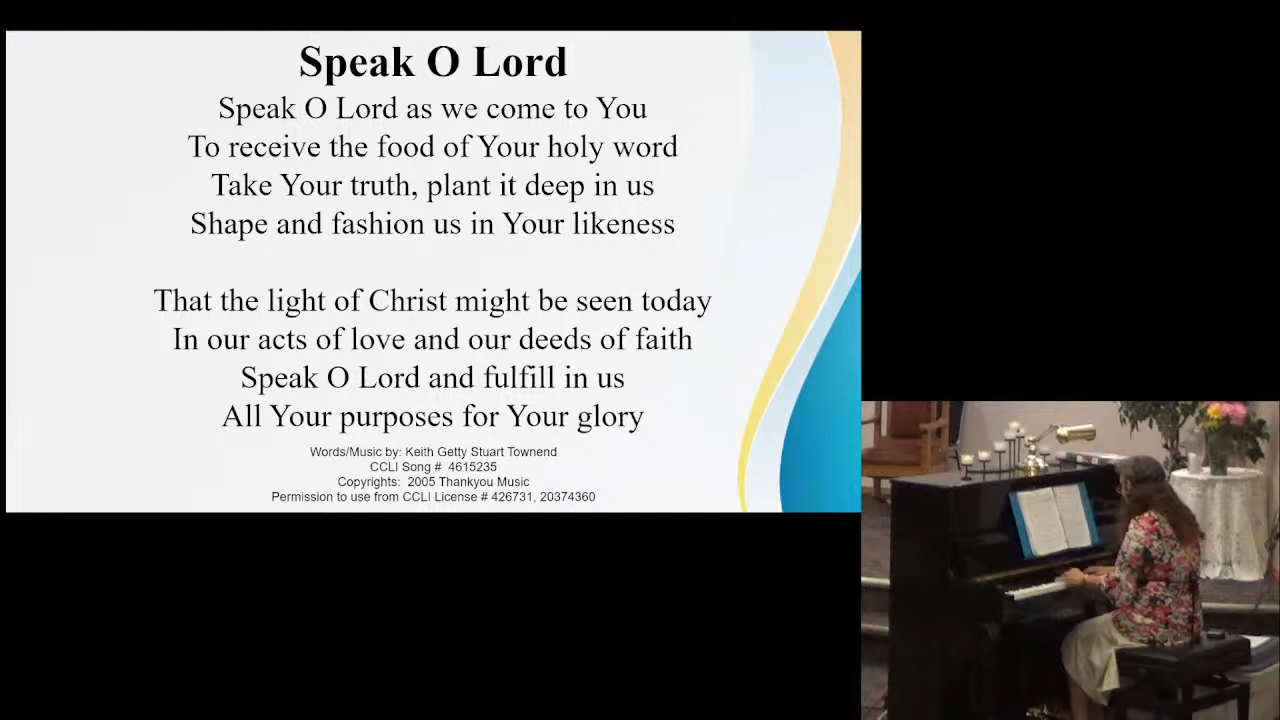 Speak O Lord
Speak O Lord as we come to You
To receive the food of Your holy word
Take Your truth, plant it deep in us
Shape and fashion us in Your likeness
That the light of Christ might be seen today
In our acts of love and our deeds of faith
Speak O Lord and fulfill in us
All Your purposes for Your glory
Words/Music by: Keith Getty Stuart Townend
CCLI Song # 4615235
Copyrights: 2005 Thankyou Music
Permission to use from CCLI License # 426731, 20374360